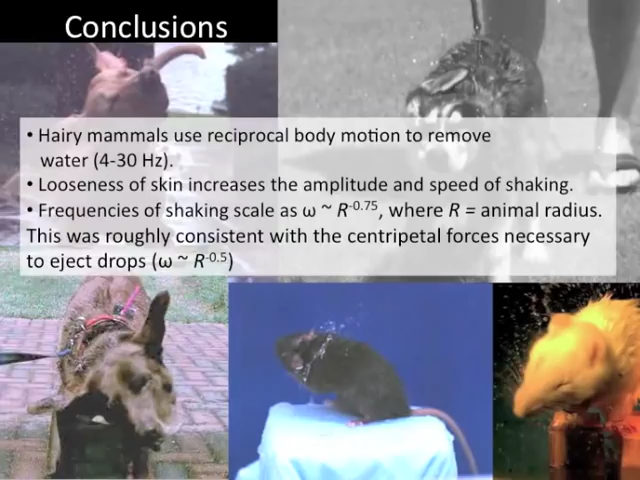 Conclusions
• Hairy mammals use reciprocal body motion to remove
water (4-30 Hz).
• Looseness of skin increases the amplitude and speed of shaking.
• Frequencies of shaking scale as ω ~ R^-0.75, where R = animal radius.
This was roughly consistent with the centripetal forces necessary
to eject drops (ω ~ R^-0.5)